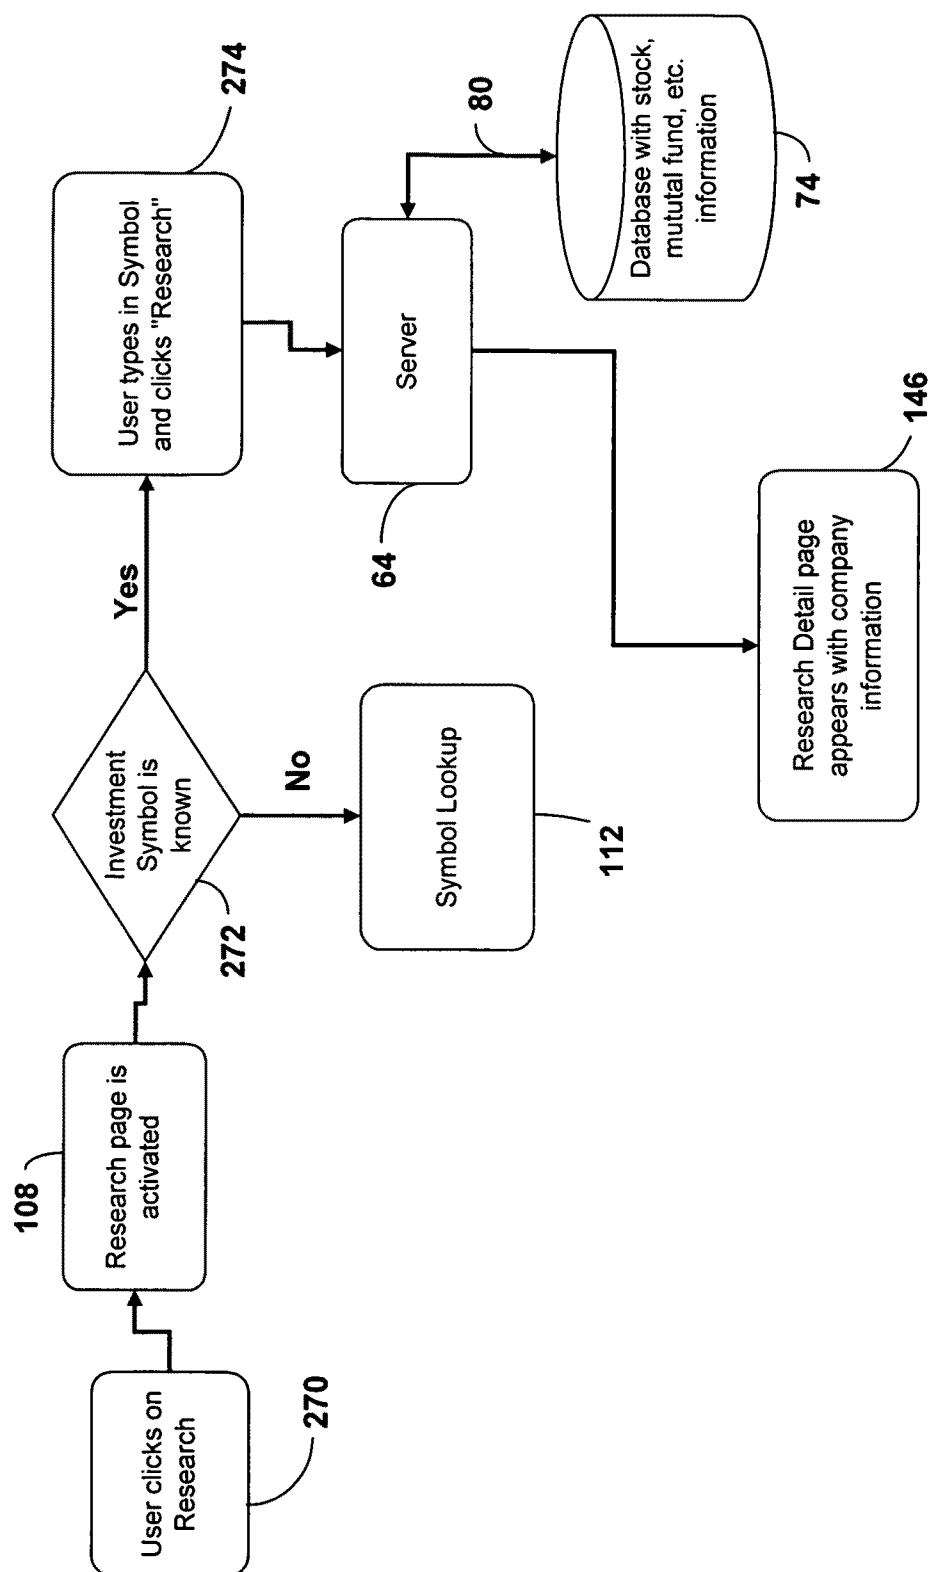 User clicks on
Research
270
108
Research page is
activated
Investment
Symbol is
known
272
Yes
No
Symbol Lookup
112
274
User types in Symbol
and clicks "Research"
Server
64
80
Database with stock,
mututal fund, etc.
information
74
Research Detail page
appears with company
information
146